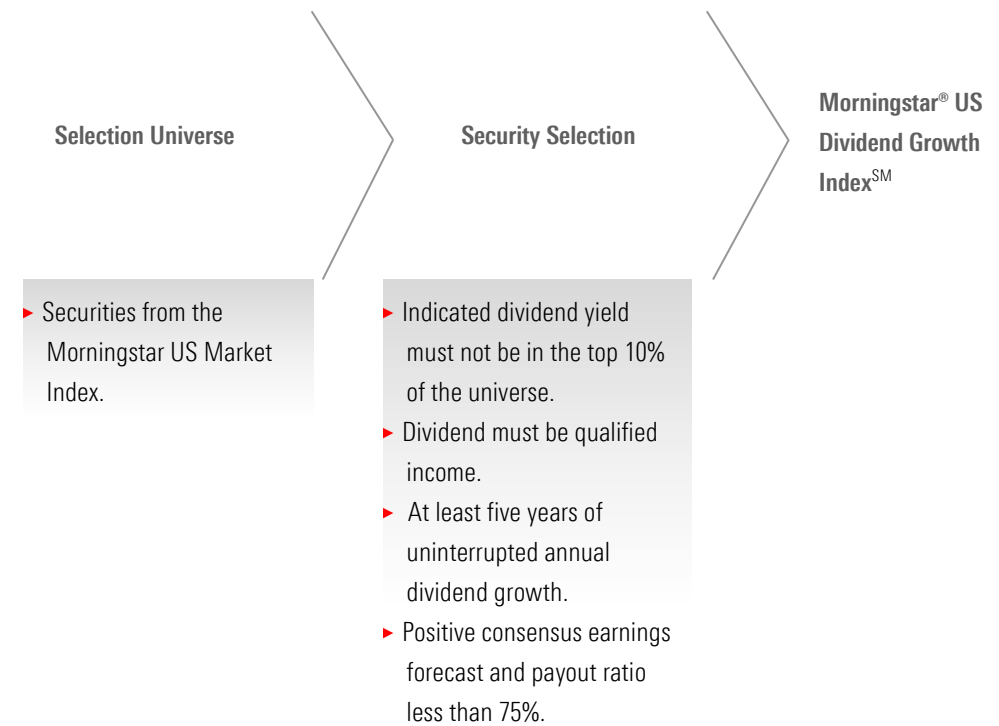 Selection Universe
Security Selection
Morningstar® US
Dividend Growth
Index℠
► Securities from the
Morningstar US Market
Index.
► Indicated dividend yield
must not be in the top 10%
of the universe.
► Dividend must be qualified
income.
► At least five years of
uninterrupted annual
dividend growth.
► Positive consensus earnings
forecast and payout ratio
less than 75%.